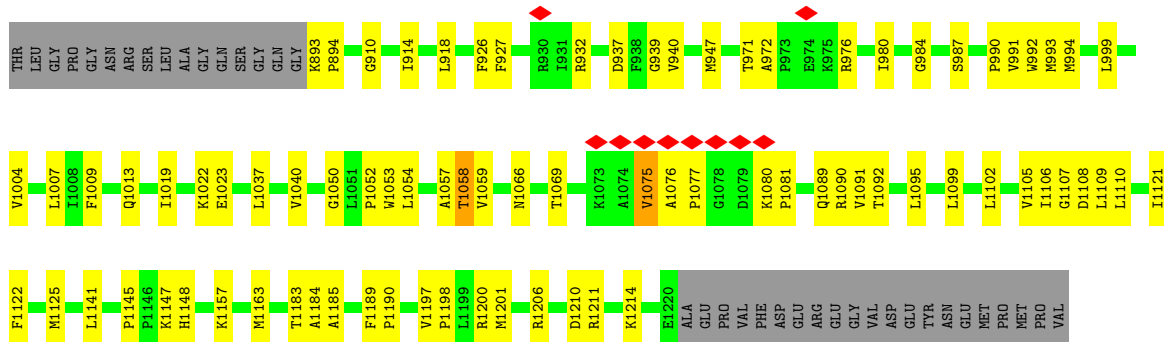 THR LEU GLY PRO GLY ASN ARG SER LEU ALA GLY GLN SER GLY GLN GLY K893 P894 G910 I914 L918 F926 F927 R930 I931 R932 D937 F938 G939 V940 M947 T971 A972 P973 E974 K975 R976 I980 G984 S987 P990 V991 W992 M993 M994 L999
V1004 L1007 I1008 F1009 Q1013 I1019 K1022 E1023 L1037 V1040 G1050 L1051 P1052 W1053 L1054 A1057 T1058 V1059 N1066 T1069 K1073 A1074 V1075 A1076 P1077 G1078 D1079 K1080 P1081 Q1089 R1090 V1091 T1092 L1095 L1099 L1102 V1105 I1106 G1107 D1108 L1109 L1110 I1121
F1122 M1125 L1141 P1145 P1146 K1147 H1148 K1157 M1163 T1183 A1184 A1185 F1189 P1190 V1197 P1198 L1199 R1200 M1201 R1206 D1210 R1211 K1214 E1220 ALA GLU PRO VAL PHE ASP GLU ARG GLU GLY VAL ASP GLU TYR ASN GLU MET PRO MET PRO VAL